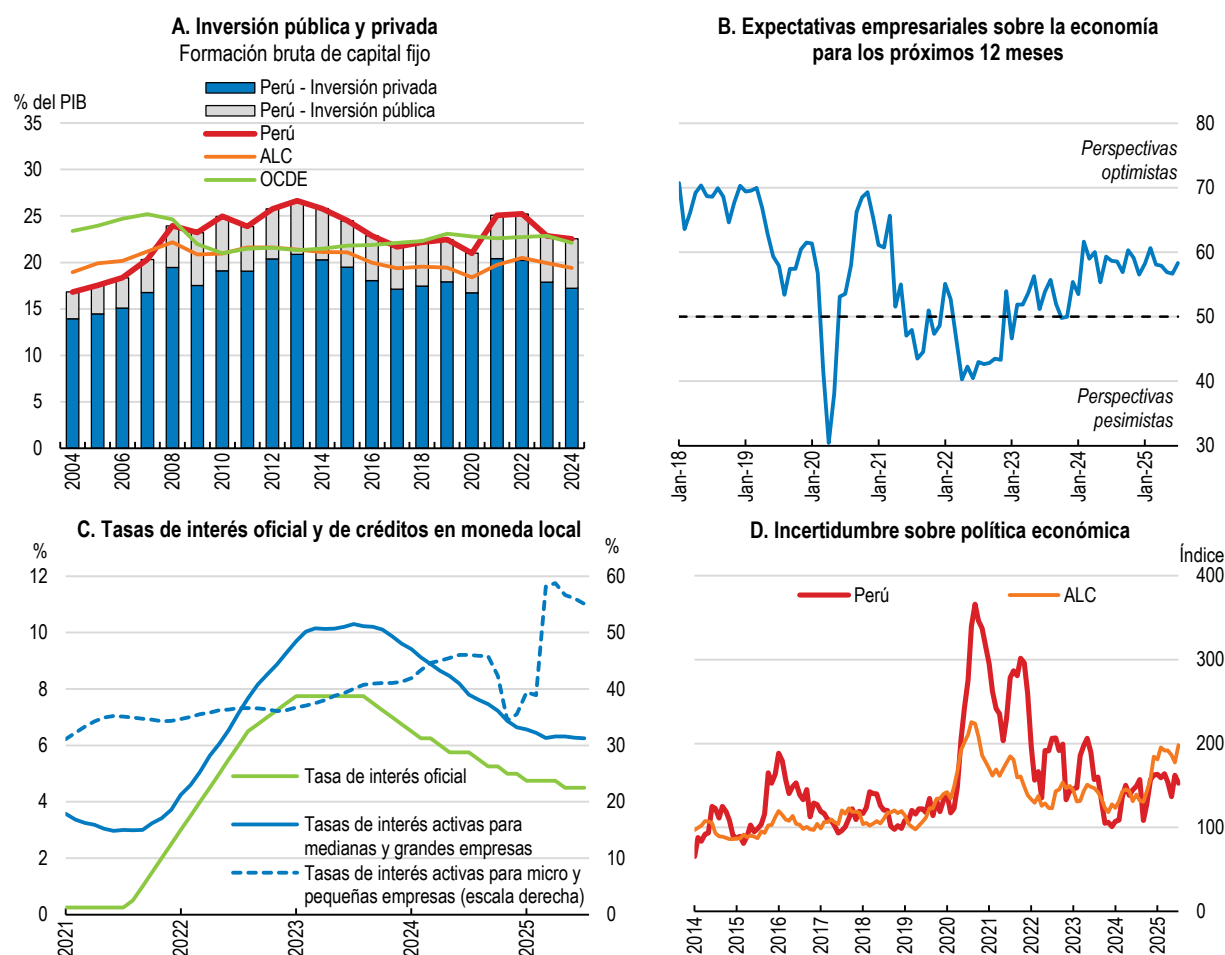 A. Inversión pública y privada
Formación bruta de capital fijo
% del PIB
Perú - Inversión privada
Perú - Inversión pública
Perú
ALC
OCDE
35
30
25
20
15
10
5
0
2004
2006
2008
2010
2012
2014
2016
2018
2020
2022
2024
B. Expectativas empresariales sobre la economía
para los próximos 12 meses
80
70
60
50
40
30
Perspectivas
optimistas
Perspectivas
pesimistas
Jan-18
Jan-19
Jan-20
Jan-21
Jan-22
Jan-23
Jan-24
Jan-25
C. Tasas de interés oficial y de créditos en moneda local
%
%
12
10
8
6
4
2
0
60
50
40
30
20
10
0
Tasa de interés oficial
Tasas de interés activas para
medianas y grandes empresas
Tasas de interés activas para micro y
pequeñas empresas (escala derecha)
2021
2022
2023
2024
2025
D. Incertidumbre sobre política económica
Índice
400
300
200
100
0
Perú
ALC
2014
2015
2016
2017
2018
2019
2020
2021
2022
2023
2024
2025